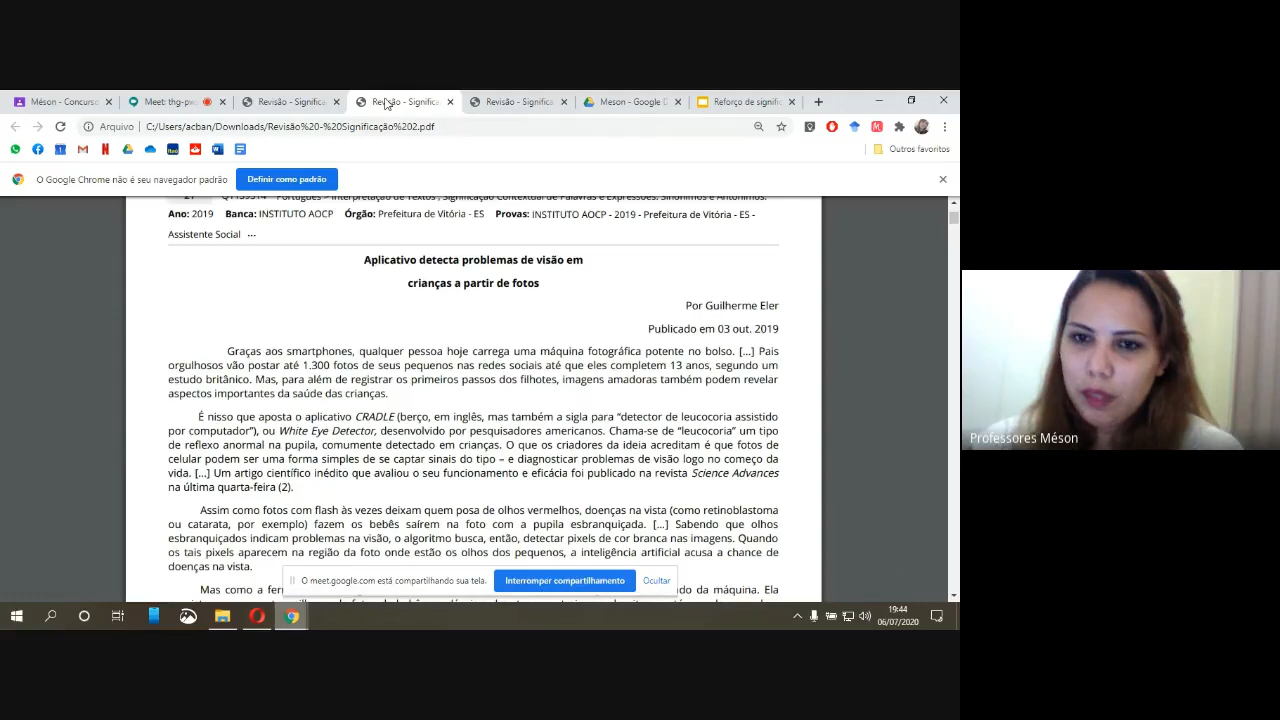 Méson - Concurso
Meet: thg-pwq
Revisão - Significa
Revisão - Significa
Revisão - Significa
Meson - Google D
Reforço de signifi
Arquivo
C:/Users/acban/Downloads/Revisão%20-%20Significação%202.pdf
Outros favoritos
O Google Chrome não é seu navegador padrão
Definir como padrão
Português > Interpretação de Textos, Significação Contextual de Palavras e Expressões. Sinônimos e Antônimos.
Ano: 2019 Banca: INSTITUTO AOCP Órgão: Prefeitura de Vitória - ES Provas: INSTITUTO AOCP - 2019 - Prefeitura de Vitória - ES -
Assistente Social ...
Aplicativo detecta problemas de visão em
crianças a partir de fotos
Por Guilherme Eler
Publicado em 03 out. 2019
Graças aos smartphones, qualquer pessoa hoje carrega uma máquina fotográfica potente no bolso. [...] Pais
orgulhosos vão postar até 1.300 fotos de seus pequenos nas redes sociais até que eles completem 13 anos, segundo um
estudo britânico. Mas, para além de registrar os primeiros passos dos filhotes, imagens amadoras também podem revelar
aspectos importantes da saúde das crianças.
É nisso que aposta o aplicativo CRADLE (berço, em inglês, mas também a sigla para “detector de leucocoria assistido
por computador”), ou White Eye Detector, desenvolvido por pesquisadores americanos. Chama-se de “leucocoria” um tipo
de reflexo anormal na pupila, comumente detectado em crianças. O que os criadores da ideia acreditam é que fotos de
celular podem ser uma forma simples de se captar sinais do tipo – e diagnosticar problemas de visão logo no começo da
vida. [...] Um artigo científico inédito que avaliou o seu funcionamento e eficácia foi publicado na revista Science Advances
na última quarta-feira (2).
Assim como fotos com flash às vezes deixam quem posa de olhos vermelhos, doenças na vista (como retinoblastoma
ou catarata, por exemplo) fazem os bebês saírem na foto com a pupila esbranquiçada. [...] Sabendo que olhos
esbranquiçados indicam problemas na visão, o algoritmo busca, então, detectar pixels de cor branca nas imagens. Quando
os tais pixels aparecem na região da foto onde estão os olhos dos pequenos, a inteligência artificial acusa a chance de
doenças na vista.
Mas como a fer
do da máquina. Ela
O meet.google.com está compartilhando sua tela.
Interromper compartilhamento
Ocultar
19:44
06/07/2020
Professores Méson